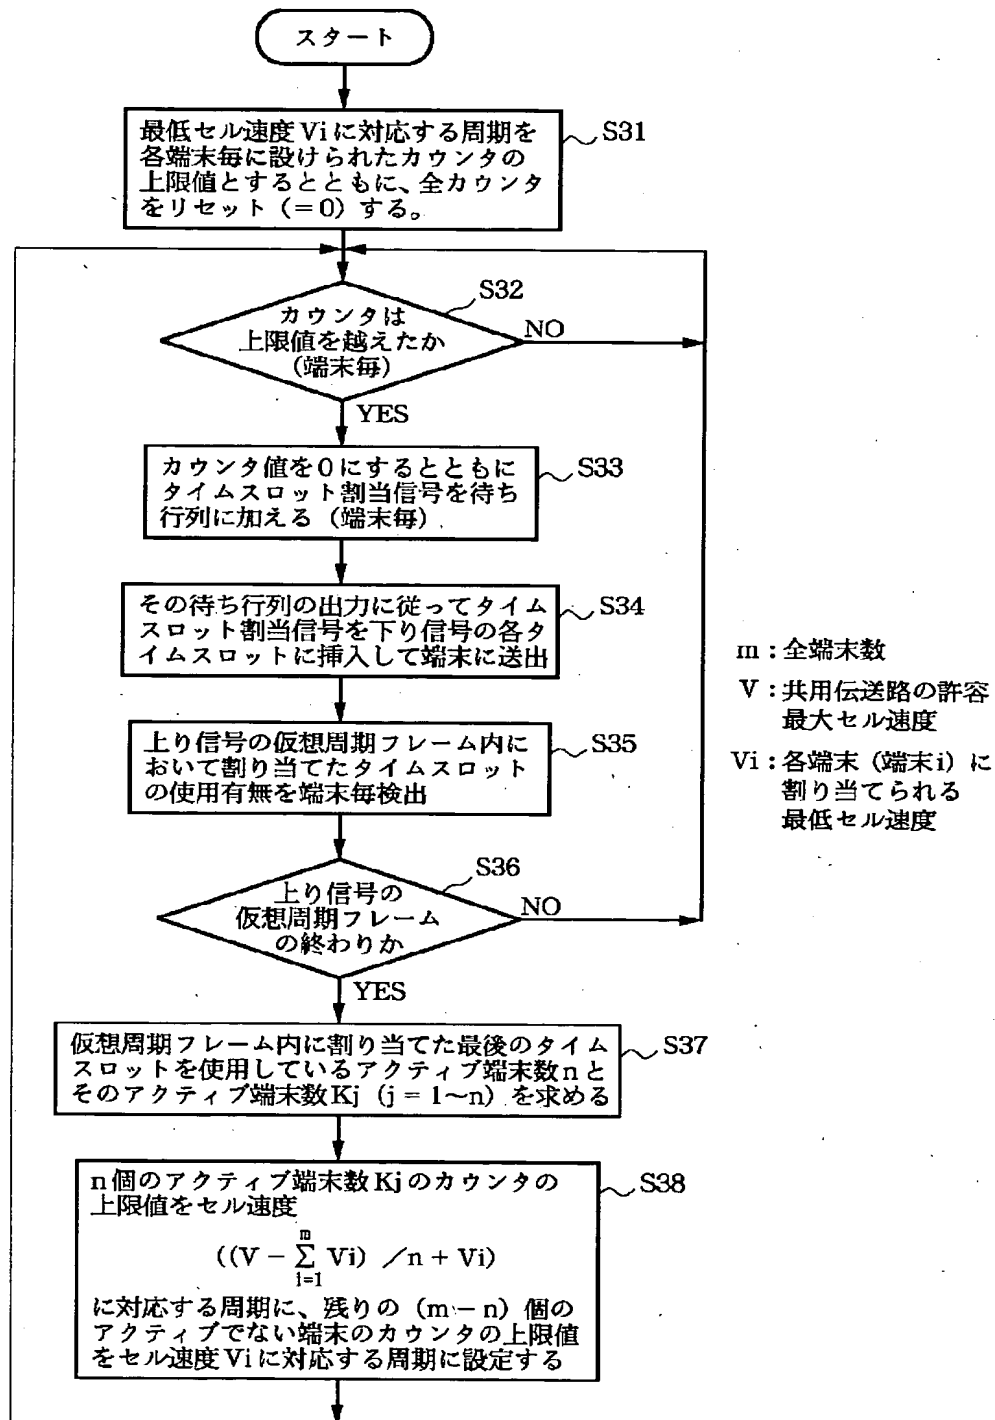 スタート
最低セル速度Viに対応する周期を
各端末毎に設けられたカウンタの
上限値とするとともに、全カウンタ
をリセット(=0)する。
S31
カウンタは
上限値を越えたか
(端末毎)
S32
NO
YES
カウンタ値を0にするとともに
タイムスロット割当信号を待ち
行列に加える(端末毎)
S33
その待ち行列の出力に従ってタイム
スロット割当信号を下り信号の各タ
イムスロットに挿入して端末に送出
S34
上り信号の仮想周期フレーム内に
おいて割り当てたタイムスロット
の使用有無を端末毎検出
S35
上り信号の
仮想周期フレーム
の終わりか
S36
NO
YES
仮想周期フレーム内に割り当てた最後のタイム
スロットを使用しているアクティブ端末数nと
そのアクティブ端末数Kj(j=1~n)を求める
S37
n個のアクティブ端末数Kjのカウンタの
上限値をセル速度
((V-∑_{i=1}^{m} Vi)/n+Vi)
に対応する周期に、残りの(m-n)個の
アクティブでない端末のカウンタの上限値
をセル速度Viに対応する周期に設定する
S38
m:全端末数
V:共用伝送路の許容
最大セル速度
Vi:各端末(端末i)に
割り当てられる
最低セル速度